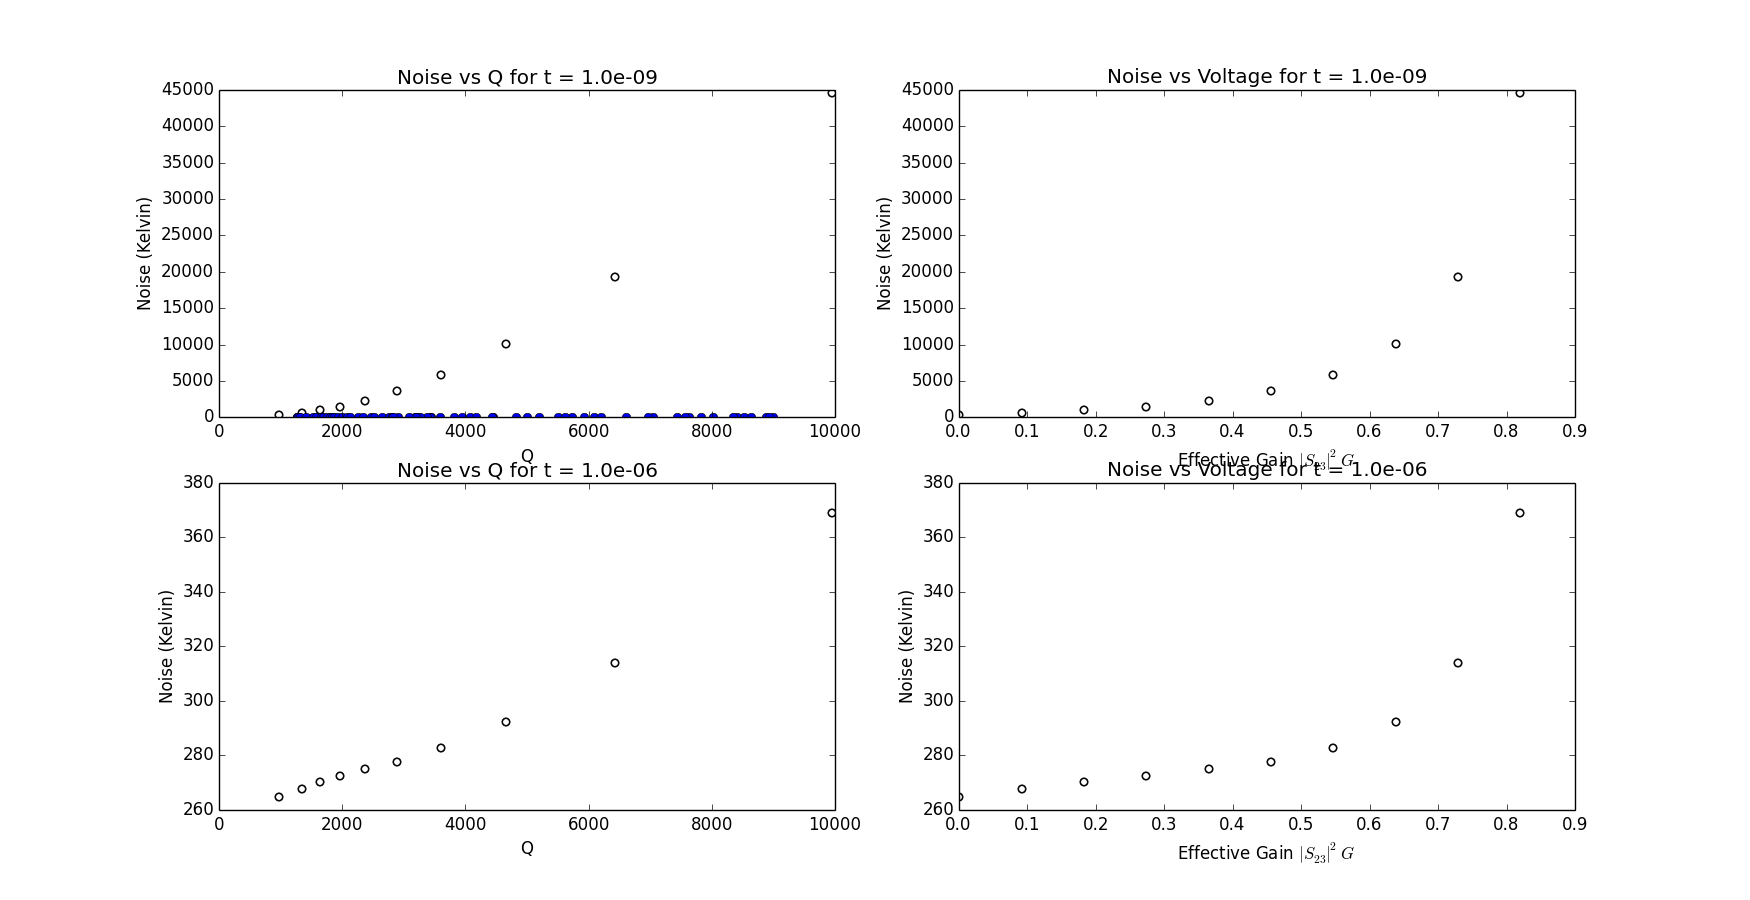 Noise vs Q for t = 1.0e-09
45000
40000
35000
30000
25000
20000
15000
10000
5000
0
Noise (Kelvin)
0 2000 4000 6000 8000 10000
Q
Noise vs Voltage for t = 1.0e-09
45000
40000
35000
30000
25000
20000
15000
10000
5000
0
Noise (Kelvin)
0.0 0.1 0.2 0.3 0.4 0.5 0.6 0.7 0.8 0.9
Effective Gain |S₂₃|² G
Noise vs Q for t = 1.0e-06
380
360
340
320
300
280
260
Noise (Kelvin)
0 2000 4000 6000 8000 10000
Q
Noise vs Voltage for t = 1.0e-06
380
360
340
320
300
280
260
Noise (Kelvin)
0.0 0.1 0.2 0.3 0.4 0.5 0.6 0.7 0.8 0.9
Effective Gain |S₂₃|² G